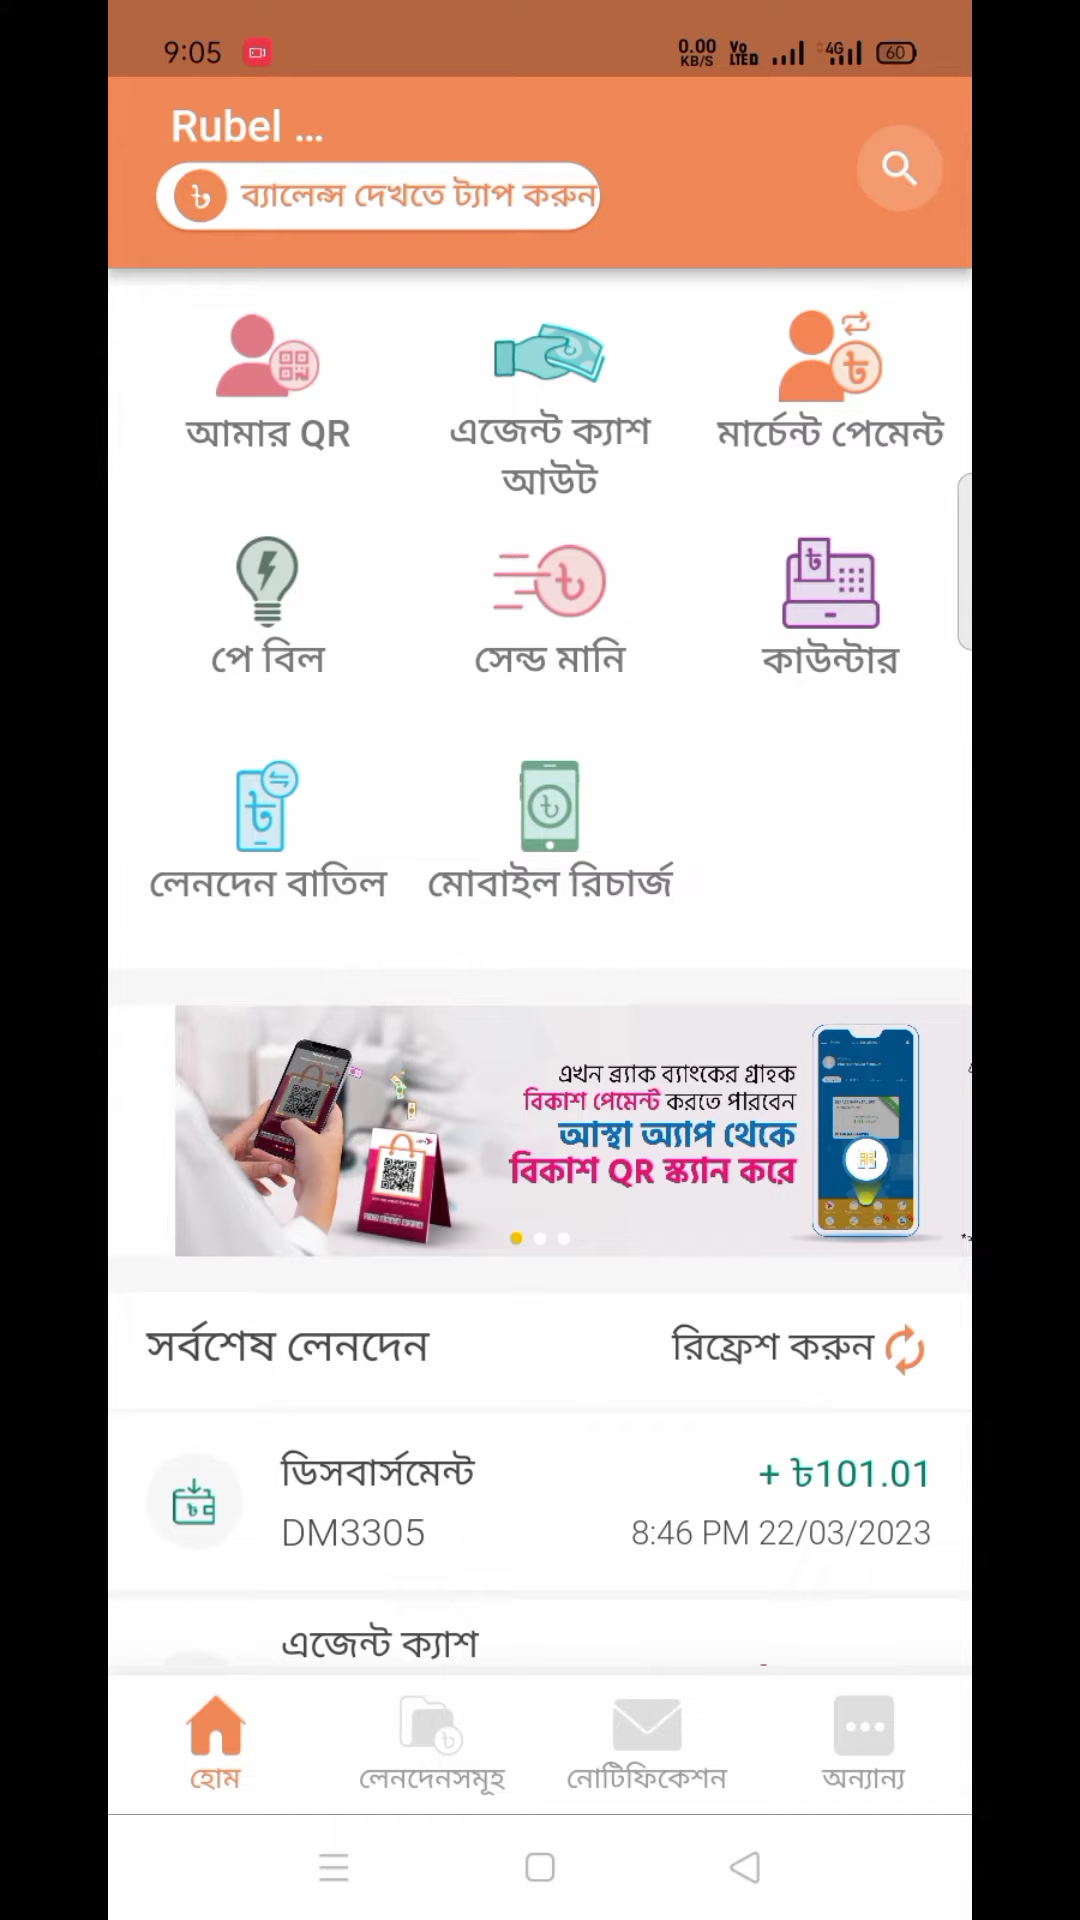 9:05
0.00 KB/S
Vo LTE
4G
60
Rubel ...
ব্যালেন্স দেখতে ট্যাপ করুন
আমার QR
এজেন্ট ক্যাশ
আউট
মার্চেন্ট পেমেন্ট
পে বিল
সেন্ড মানি
কাউন্টার
লেনদেন বাতিল
মোবাইল রিচার্জ
এখন ব্র্যাক ব্যাংকের গ্রাহক
বিকাশ পেমেন্ট করতে পারবেন
আস্থা অ্যাপ থেকে
বিকাশ QR স্ক্যান করে
সর্বশেষ লেনদেন
রিফ্রেশ করুন
ডিসবার্সমেন্ট
+ ৳101.01
DM3305
8:46 PM 22/03/2023
এজেন্ট ক্যাশ
হোম
লেনদেনসমূহ
নোটিফিকেশন
অন্যান্য